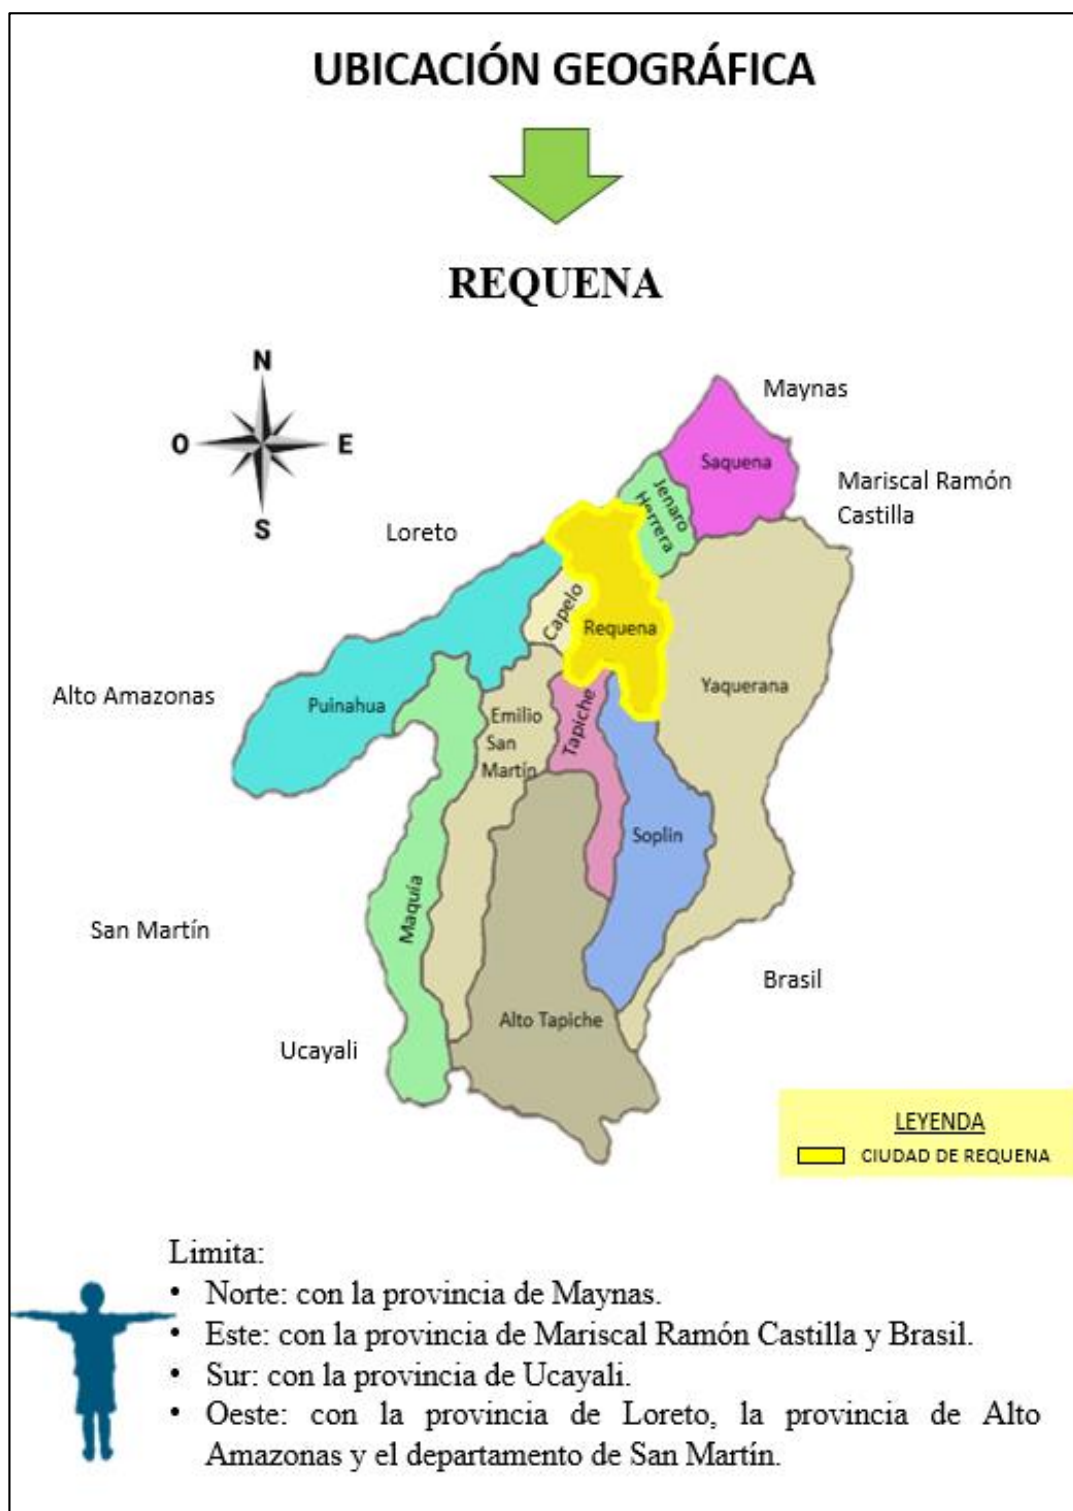 UBICACIÓN GEOGRÁFICA
REQUENA
N
O
E
S
Maynas
Saquena
Mariscal Ramón
Castilla
Jenaro
Herrera
Loreto
Capelo
Requena
Alto Amazonas
Puinahua
Yaquerana
Emilio
San
Martín
Tapiche
Soplin
Maquía
San Martín
Brasil
Alto Tapiche
Ucayali
LEYENDA
CIUDAD DE REQUENA
Limita:
• Norte: con la provincia de Maynas.
• Este: con la provincia de Mariscal Ramón Castilla y Brasil.
• Sur: con la provincia de Ucayali.
• Oeste: con la provincia de Loreto, la provincia de Alto
Amazonas y el departamento de San Martín.